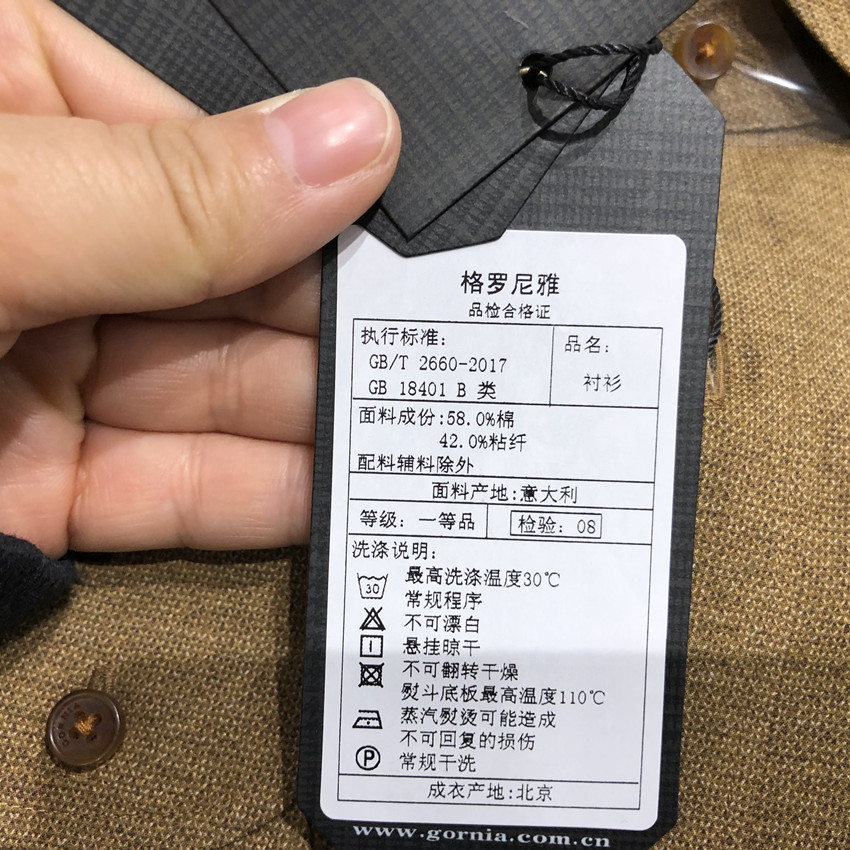 格罗尼雅
品检合格证
执行标准:
GB/T 2660-2017
GB 18401 B 类
品名:
衬衫
面料成份:58.0%棉
42.0%粘纤
配料辅料除外
面料产地:意大利
等级: 一等品
检验: 08
洗涤说明:
30
最高洗涤温度30℃
常规程序
不可漂白
悬挂晾干
不可翻转干燥
熨斗底板最高温度110℃
蒸汽熨烫可能造成
不可回复的损伤
P
常规干洗
成衣产地:北京
www.gornia.com.cn
GORNIA